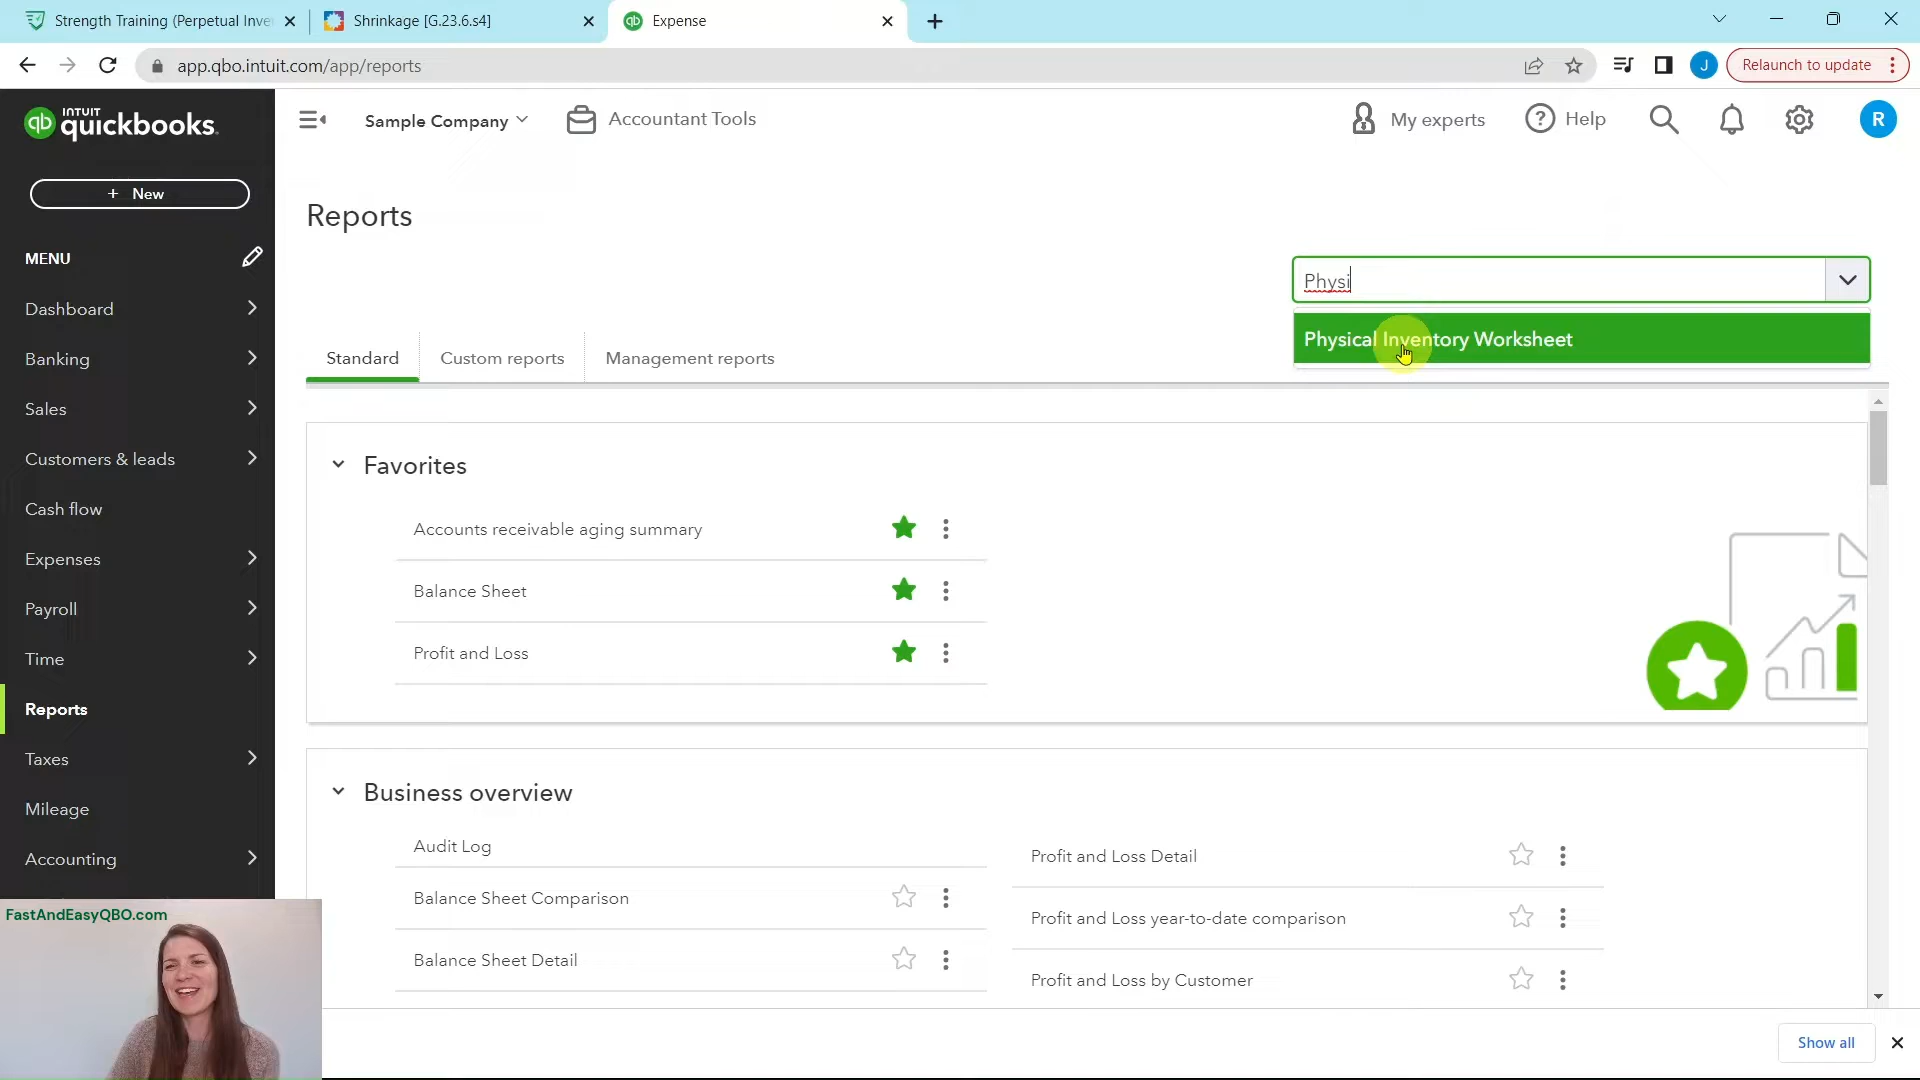 Strength Training (Perpetual Inve
Shrinkage [G.23.6.s4]
Expense
app.qbo.intuit.com/app/reports
J
Relaunch to update
INTUIT
qb quickbooks.
Sample Company
Accountant Tools
My experts
Help
R
+ New
MENU
Dashboard
Banking
Sales
Customers & leads
Cash flow
Expenses
Payroll
Time
Reports
Taxes
Mileage
Accounting
FastAndEasyQBO.com
Reports
Physi
Physical Inventory Worksheet
Standard
Custom reports
Management reports
Favorites
Accounts receivable aging summary
Balance Sheet
Profit and Loss
Business overview
Audit Log
Balance Sheet Comparison
Balance Sheet Detail
Profit and Loss Detail
Profit and Loss year-to-date comparison
Profit and Loss by Customer
Show all